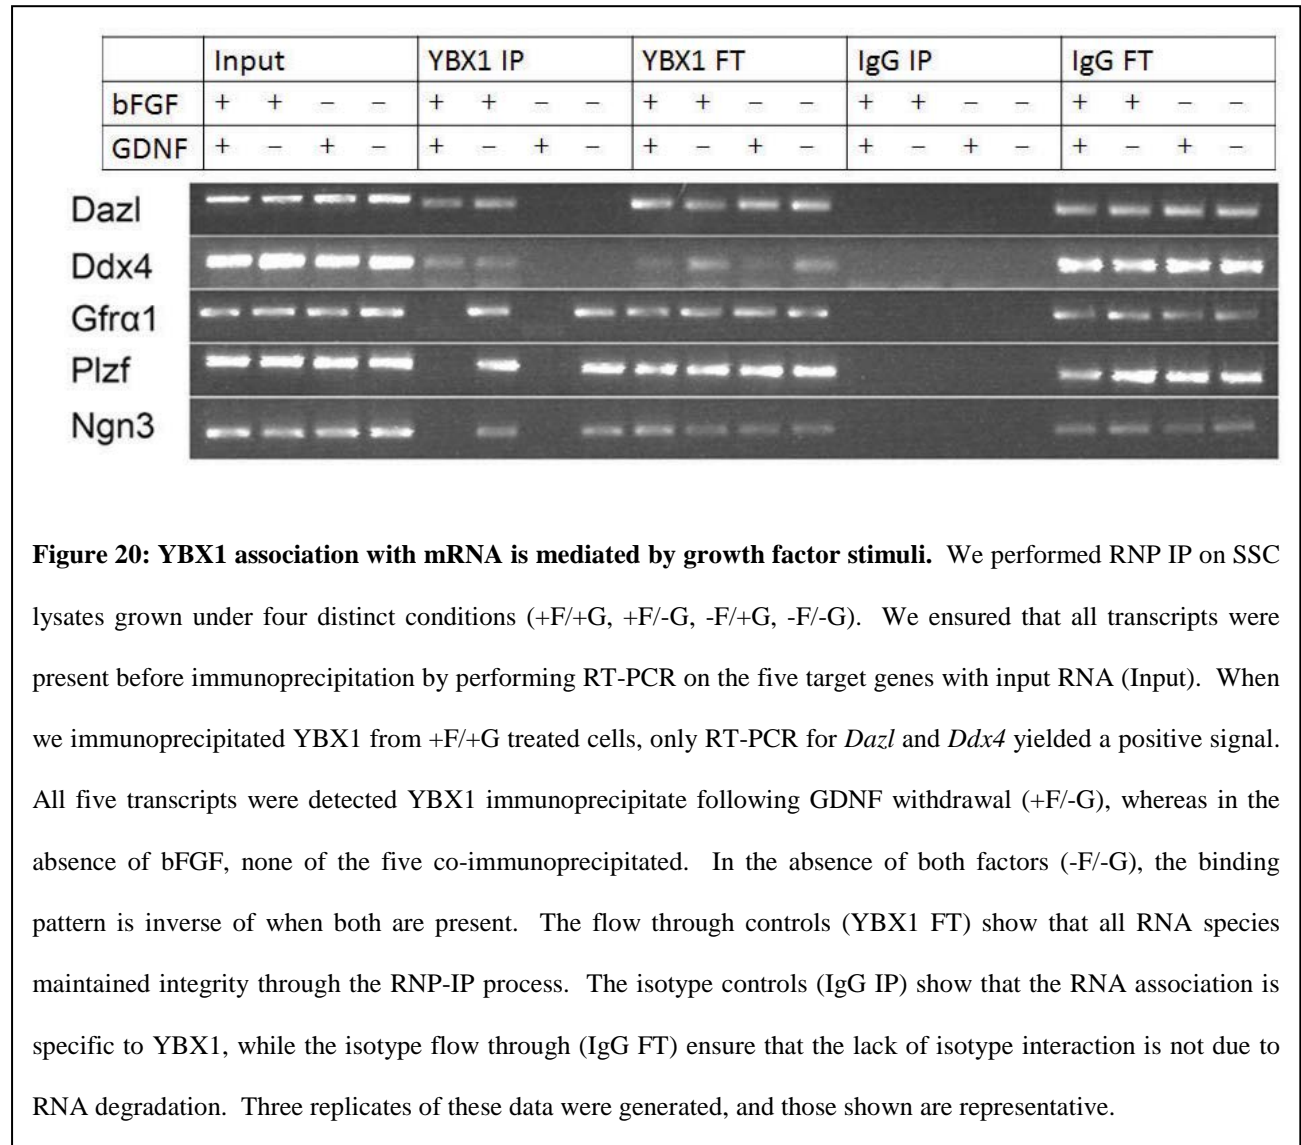 Input YBX1 IP YBX1 FT IgG IP IgG FT
bFGF + + – – + + – – + + – – + + – – + + – –
GDNF + – + – + – + – + – + – + – + – + – + –
Dazl
Ddx4
Gfrα1
Plzf
Ngn3
Figure 20: YBX1 association with mRNA is mediated by growth factor stimuli. We performed RNP IP on SSC
lysates grown under four distinct conditions (+F/+G, +F/-G, -F/+G, -F/-G). We ensured that all transcripts were
present before immunoprecipitation by performing RT-PCR on the five target genes with input RNA (Input). When
we immunoprecipitated YBX1 from +F/+G treated cells, only RT-PCR for Dazl and Ddx4 yielded a positive signal.
All five transcripts were detected YBX1 immunoprecipitate following GDNF withdrawal (+F/-G), whereas in the
absence of bFGF, none of the five co-immunoprecipitated. In the absence of both factors (-F/-G), the binding
pattern is inverse of when both are present. The flow through controls (YBX1 FT) show that all RNA species
maintained integrity through the RNP-IP process. The isotype controls (IgG IP) show that the RNA association is
specific to YBX1, while the isotype flow through (IgG FT) ensure that the lack of isotype interaction is not due to
RNA degradation. Three replicates of these data were generated, and those shown are representative.